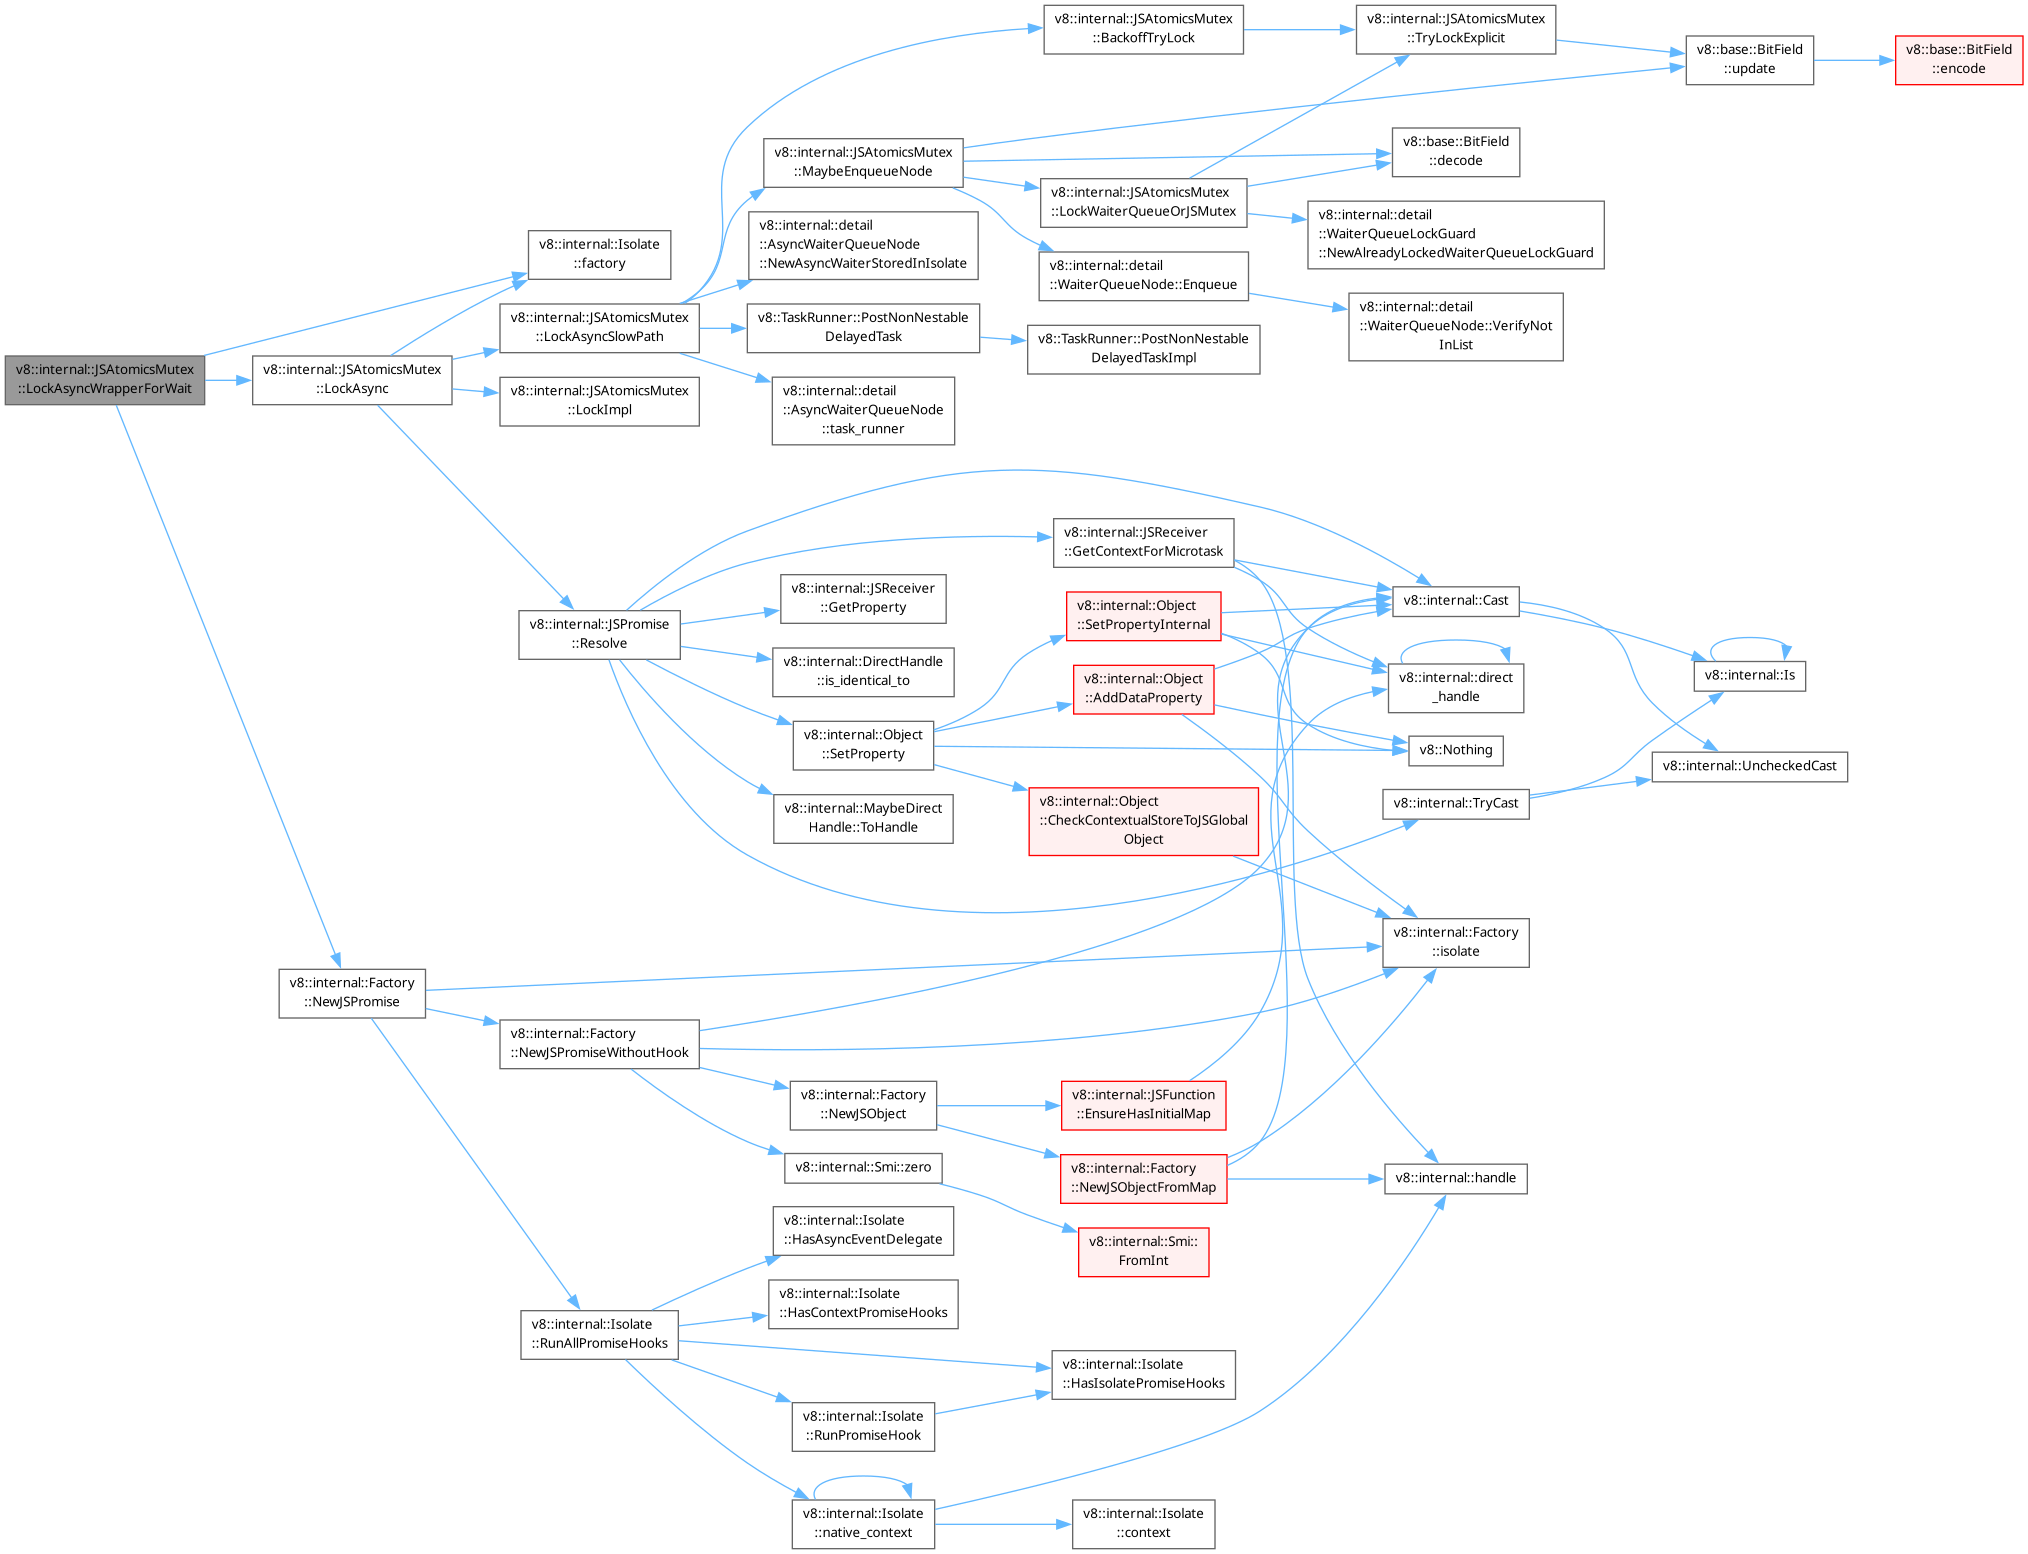 v8::internal::JSAtomicsMutex
::LockAsyncWrapperForWait
v8::internal::Isolate
::factory
v8::internal::JSAtomicsMutex
::LockAsync
v8::internal::JSAtomicsMutex
::LockAsyncSlowPath
v8::internal::JSAtomicsMutex
::LockImpl
v8::internal::JSAtomicsMutex
::BackoffTryLock
v8::internal::JSAtomicsMutex
::TryLockExplicit
v8::base::BitField
::update
v8::base::BitField
::encode
v8::internal::JSAtomicsMutex
::MaybeEnqueueNode
v8::base::BitField
::decode
v8::internal::JSAtomicsMutex
::LockWaiterQueueOrJSMutex
v8::internal::detail
::WaiterQueueLockGuard
::NewAlreadyLockedWaiterQueueLockGuard
v8::internal::detail
::AsyncWaiterQueueNode
::NewAsyncWaiterStoredInIsolate
v8::internal::detail
::WaiterQueueNode::Enqueue
v8::internal::detail
::WaiterQueueNode::VerifyNot
InList
v8::TaskRunner::PostNonNestable
DelayedTask
v8::TaskRunner::PostNonNestable
DelayedTaskImpl
v8::internal::detail
::AsyncWaiterQueueNode
::task_runner
v8::internal::JSPromise
::Resolve
v8::internal::JSReceiver
::GetContextForMicrotask
v8::internal::JSReceiver
::GetProperty
v8::internal::DirectHandle
::is_identical_to
v8::internal::Object
::SetProperty
v8::internal::MaybeDirect
Handle::ToHandle
v8::internal::Object
::SetPropertyInternal
v8::internal::Object
::AddDataProperty
v8::internal::Object
::CheckContextualStoreToJSGlobal
Object
v8::internal::Cast
v8::internal::direct
_handle
v8::Nothing
v8::internal::TryCast
v8::internal::Is
v8::internal::UncheckedCast
v8::internal::Factory
::isolate
v8::internal::Factory
::NewJSPromise
v8::internal::Factory
::NewJSPromiseWithoutHook
v8::internal::Factory
::NewJSObject
v8::internal::JSFunction
::EnsureHasInitialMap
v8::internal::Factory
::NewJSObjectFromMap
v8::internal::handle
v8::internal::Smi::zero
v8::internal::Smi::
FromInt
v8::internal::Isolate
::RunAllPromiseHooks
v8::internal::Isolate
::HasAsyncEventDelegate
v8::internal::Isolate
::HasContextPromiseHooks
v8::internal::Isolate
::HasIsolatePromiseHooks
v8::internal::Isolate
::RunPromiseHook
v8::internal::Isolate
::native_context
v8::internal::Isolate
::context